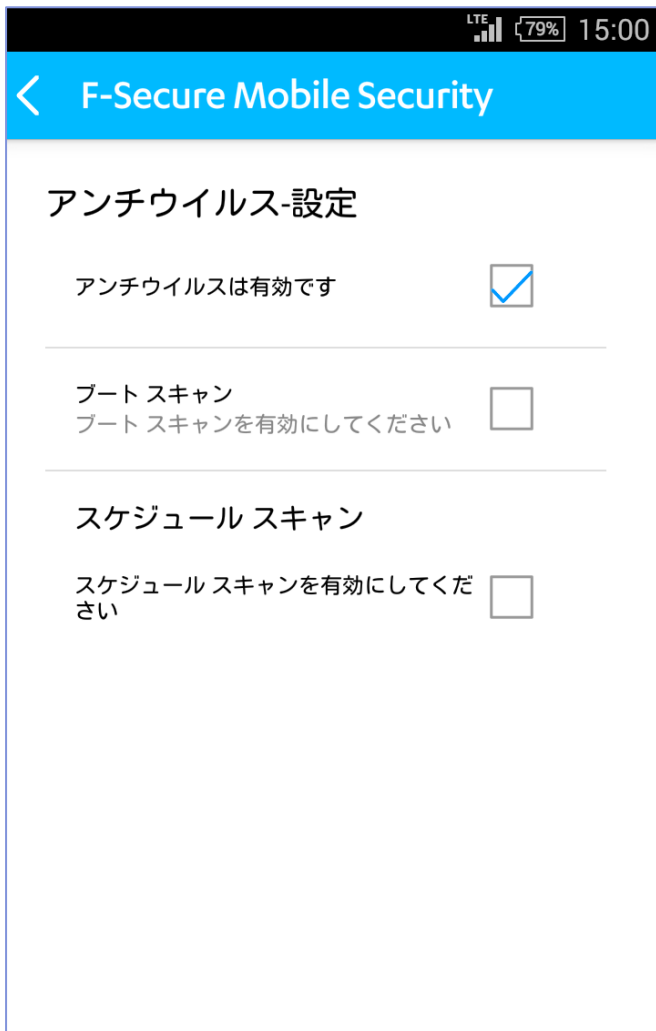 LTE 79% 15:00
F-Secure Mobile Security
アンチウイルス-設定
アンチウイルスは有効です
ブート スキャン
ブート スキャンを有効にしてください
スケジュール スキャン
スケジュール スキャンを有効にしてくだ
さい